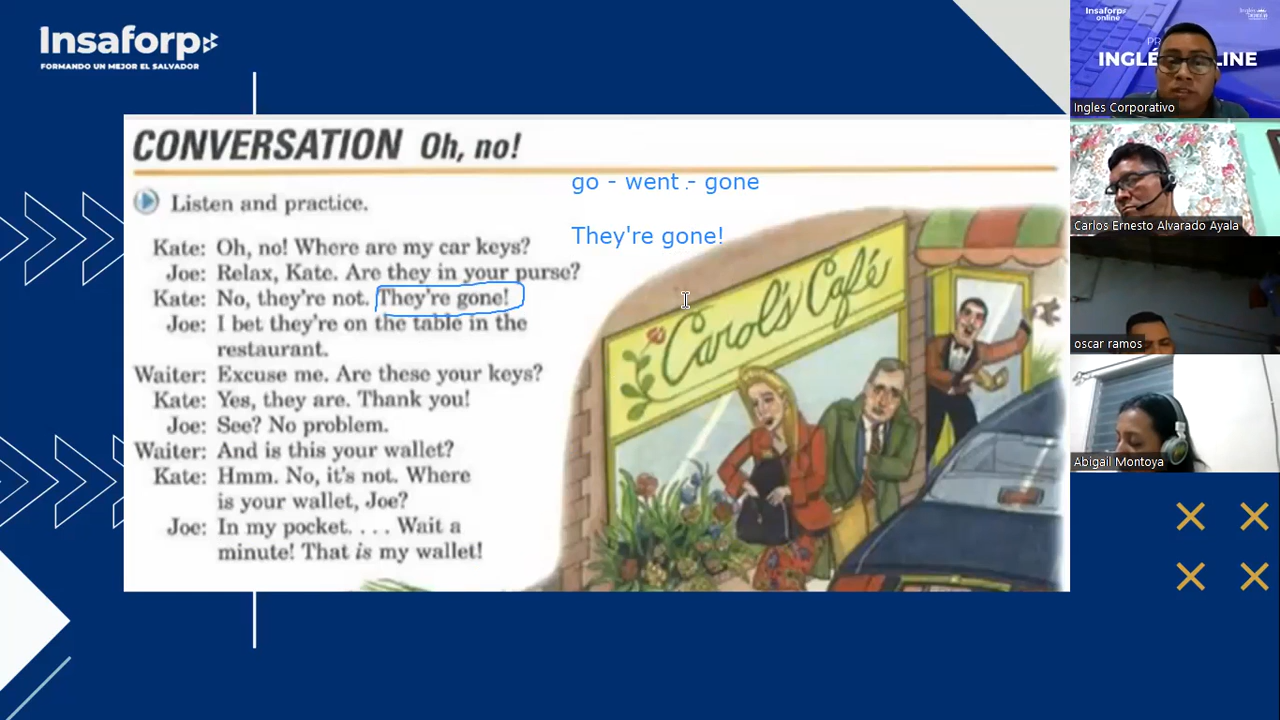 Insaforp
FORMANDO UN MEJOR EL SALVADOR
CONVERSATION Oh, no!
go - went - gone
Listen and practice.
They're gone!
Kate: Oh, no! Where are my car keys?
Joe: Relax, Kate. Are they in your purse?
Kate: No, they're not. They're gone!
Joe: I bet they're on the table in the
restaurant.
Waiter: Excuse me. Are these your keys?
Kate: Yes, they are. Thank you!
Joe: See? No problem.
Waiter: And is this your wallet?
Kate: Hmm. No, it's not. Where
is your wallet, Joe?
Joe: In my pocket. . . . Wait a
minute! That is my wallet!
Carol's Café
Insaforp
online
Ingles Corporativo
Carlos Ernesto Alvarado Ayala
oscar ramos
Abigail Montoya